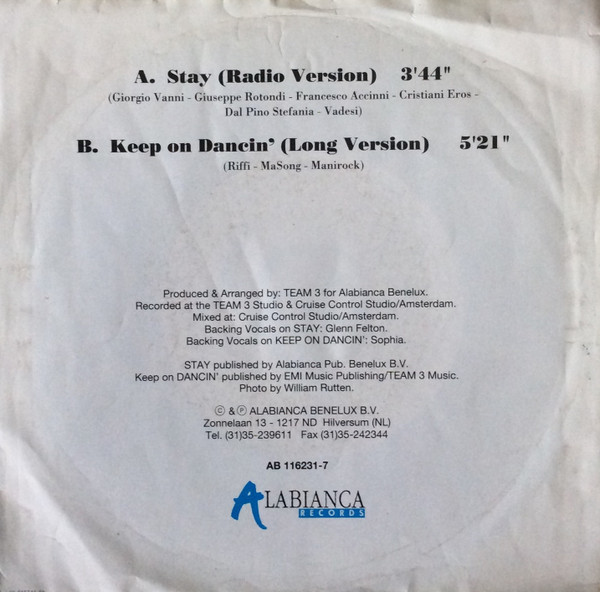 A. Stay (Radio Version) 3'44"
(Giorgio Vanni - Giuseppe Rotondi - Francesco Accinni - Cristiani Eros -
Dal Pino Stefania - Vadesi)
B. Keep on Dancin' (Long Version) 5'21"
(Riffi - MaSong - Manirock)
Produced & Arranged by: TEAM 3 for Alabianca Benelux.
Recorded at the TEAM 3 Studio & Cruise Control Studio/Amsterdam.
Mixed at: Cruise Control Studio/Amsterdam.
Backing Vocals on STAY: Glenn Felton.
Backing Vocals on KEEP ON DANCIN': Sophia.
STAY published by Alabianca Pub. Benelux B.V.
Keep on DANCIN' published by EMI Music Publishing/TEAM 3 Music.
Photo by William Rutten.
© & ℗ ALABIANCA BENELUX B.V.
Zonnelaan 13 - 1217 ND Hilversum (NL)
Tel. (31)35-239611 Fax (31)35-242344
AB 116231-7
ALABIANCA
RECORDS